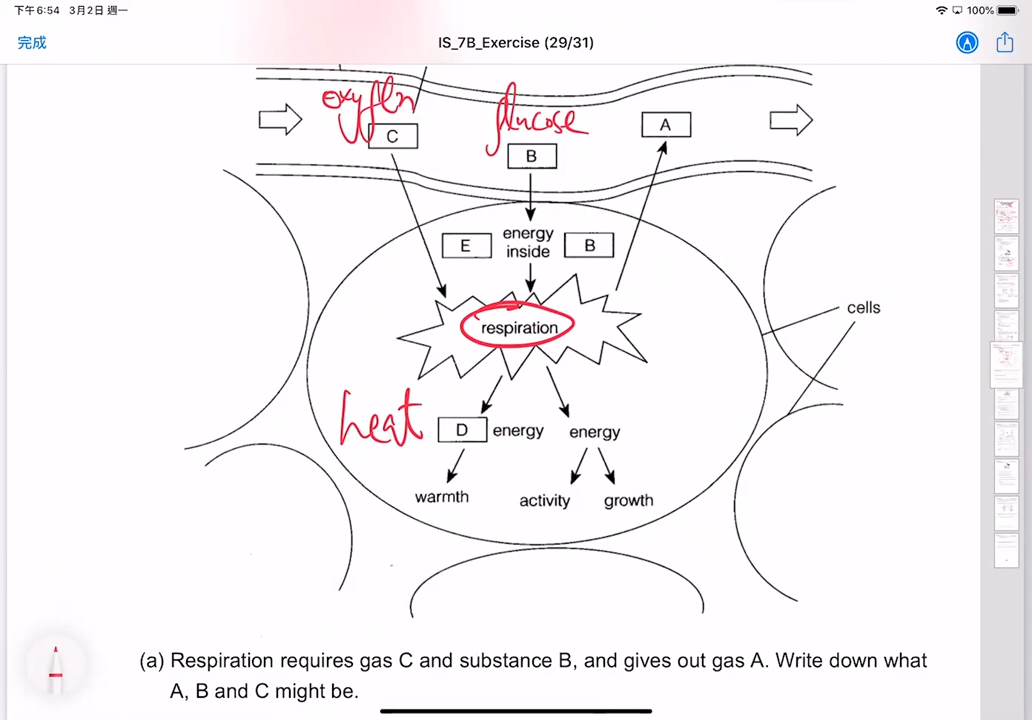 下午6:54 3月2日 週一
100%
完成
IS_7B_Exercise (29/31)
oxygen
glucose
C
A
B
E
energy
inside
B
respiration
cells
heat
D
energy
energy
warmth
activity
growth
(a) Respiration requires gas C and substance B, and gives out gas A. Write down what
A, B and C might be.